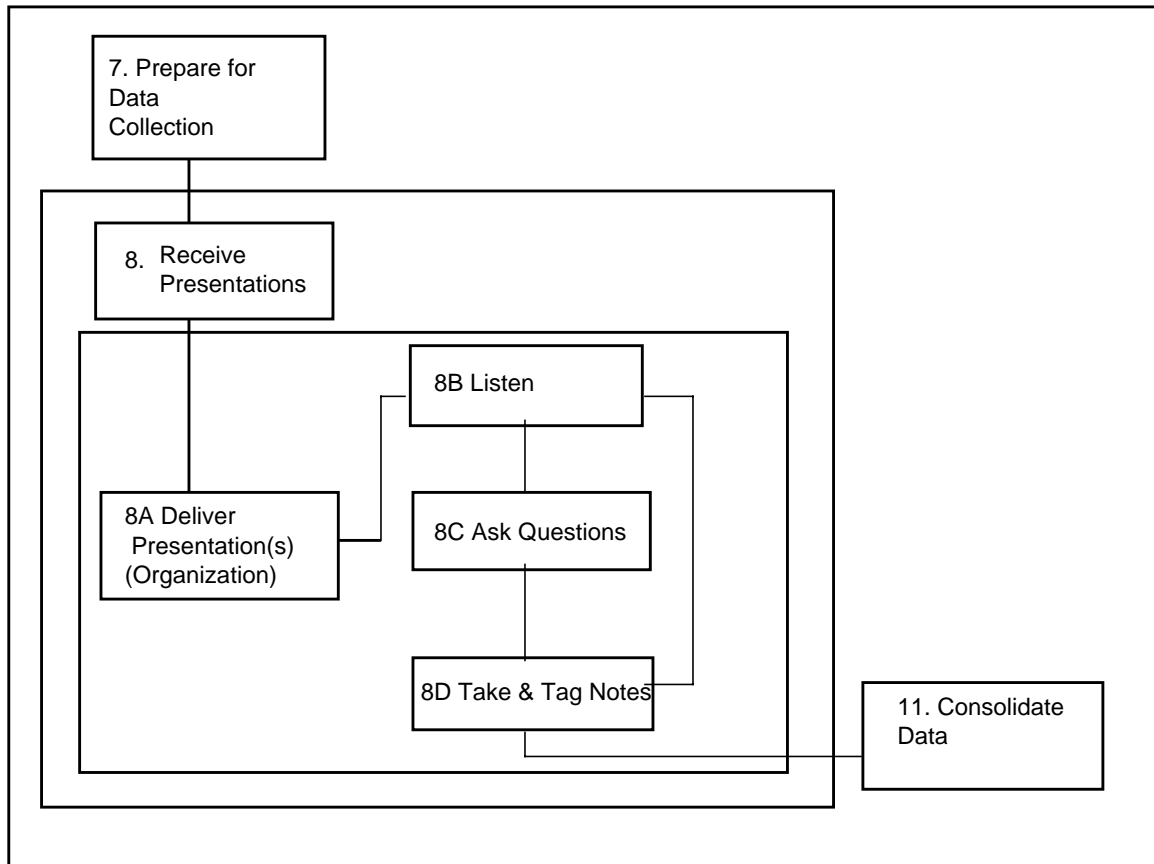 7. Prepare for
Data
Collection
8. Receive
Presentations
8B Listen
8A Deliver
Presentation(s)
(Organization)
8C Ask Questions
8D Take & Tag Notes
11. Consolidate
Data